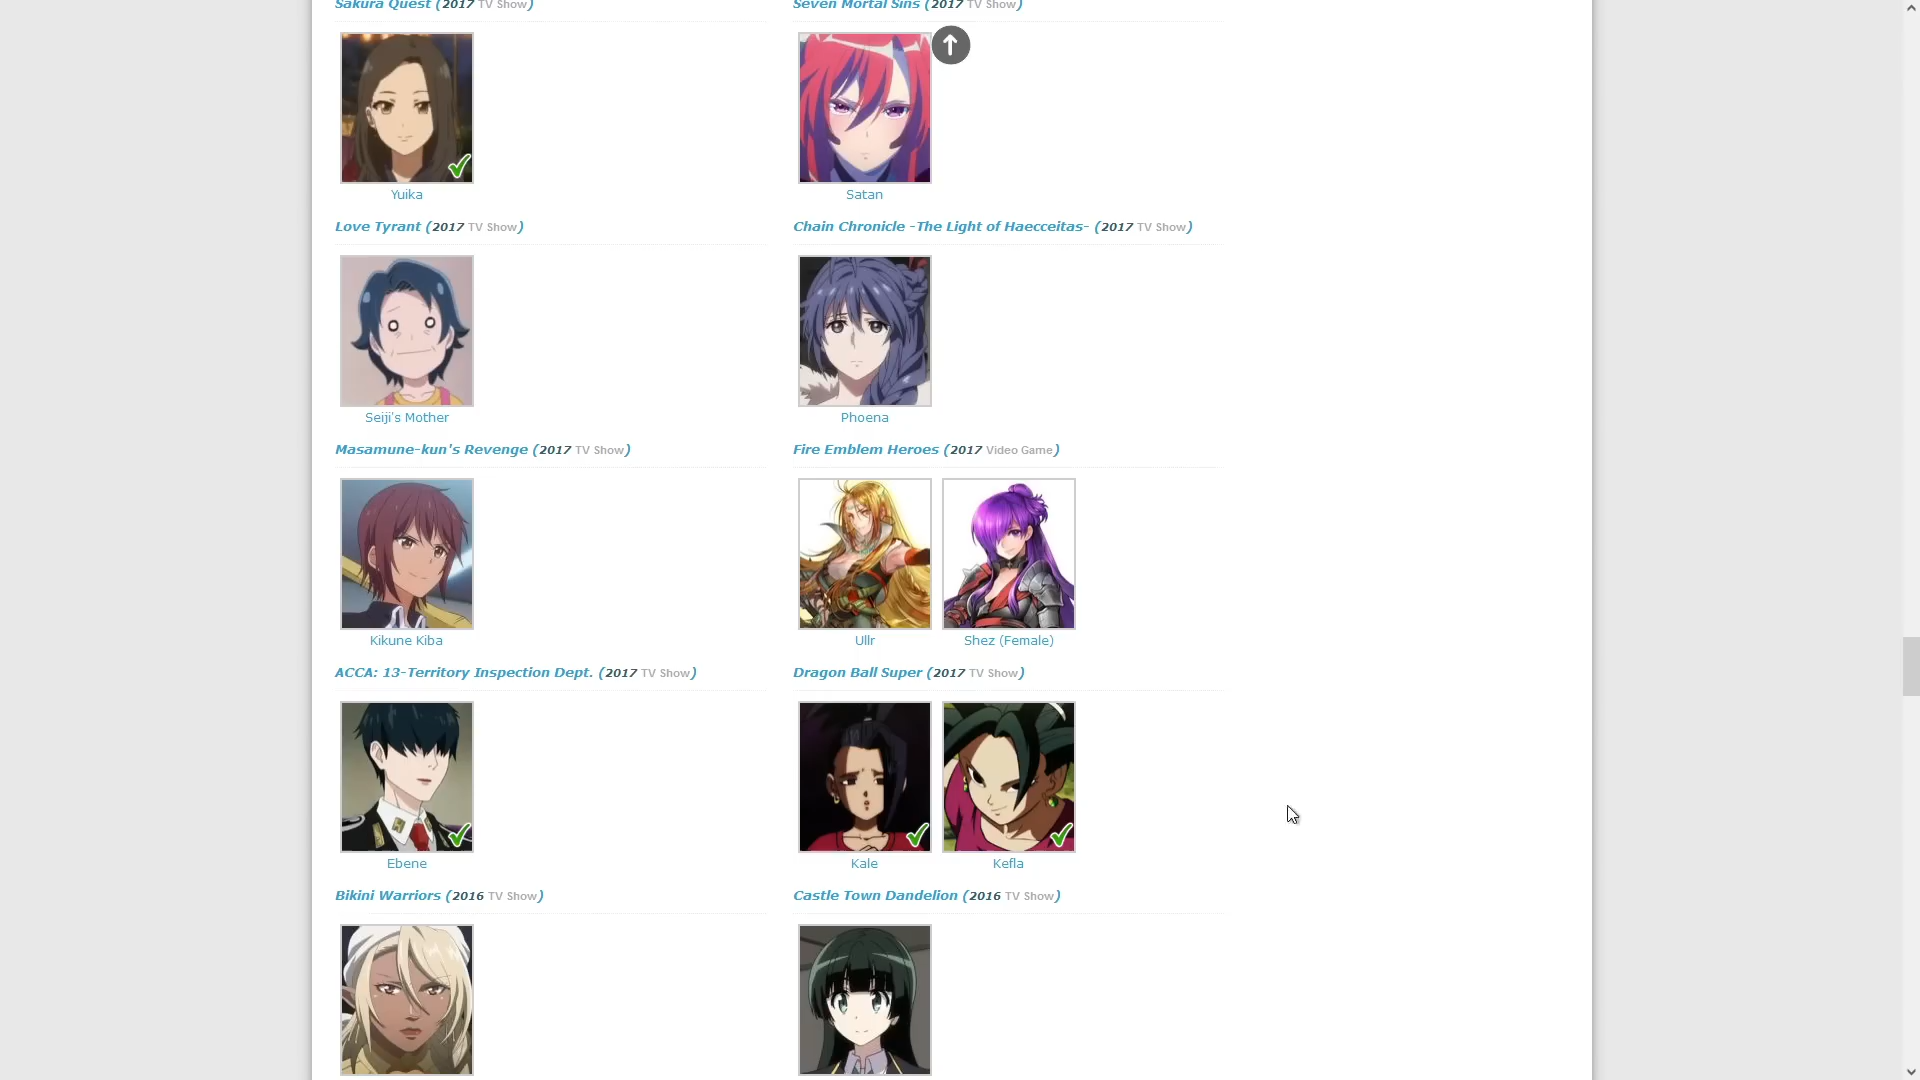 Sakura Quest (2017 TV Show)
Seven Mortal Sins (2017 TV Show)
Yuika
Satan
Love Tyrant (2017 TV Show)
Chain Chronicle -The Light of Haecceitas- (2017 TV Show)
Seiji's Mother
Phoena
Masamune-kun's Revenge (2017 TV Show)
Fire Emblem Heroes (2017 Video Game)
Kikune Kiba
Ullr
Shez (Female)
ACCA: 13-Territory Inspection Dept. (2017 TV Show)
Dragon Ball Super (2017 TV Show)
Ebene
Kale
Kefla
Bikini Warriors (2016 TV Show)
Castle Town Dandelion (2016 TV Show)